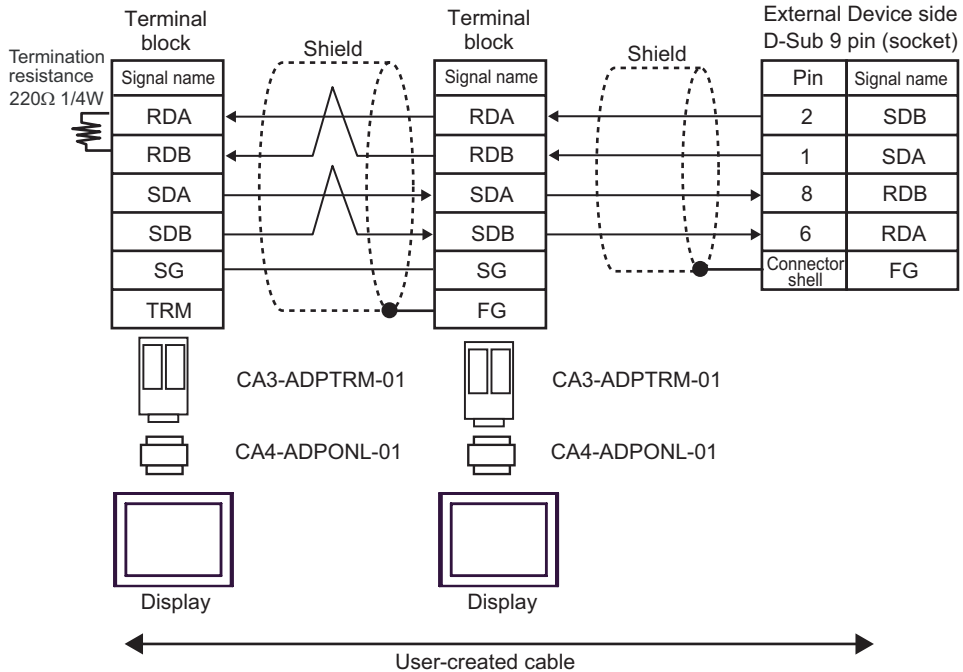 Terminal
block
Terminal
block
External Device side
D-Sub 9 pin (socket)
Shield
Shield
Termination
resistance
220Ω 1/4W
Signal name
RDA
RDB
SDA
SDB
SG
TRM
Signal name
RDA
RDB
SDA
SDB
SG
FG
Pin Signal name
2 SDB
1 SDA
8 RDB
6 RDA
Connector
shell
FG
CA3-ADPTRM-01
CA3-ADPTRM-01
CA4-ADPONL-01
CA4-ADPONL-01
Display
Display
User-created cable